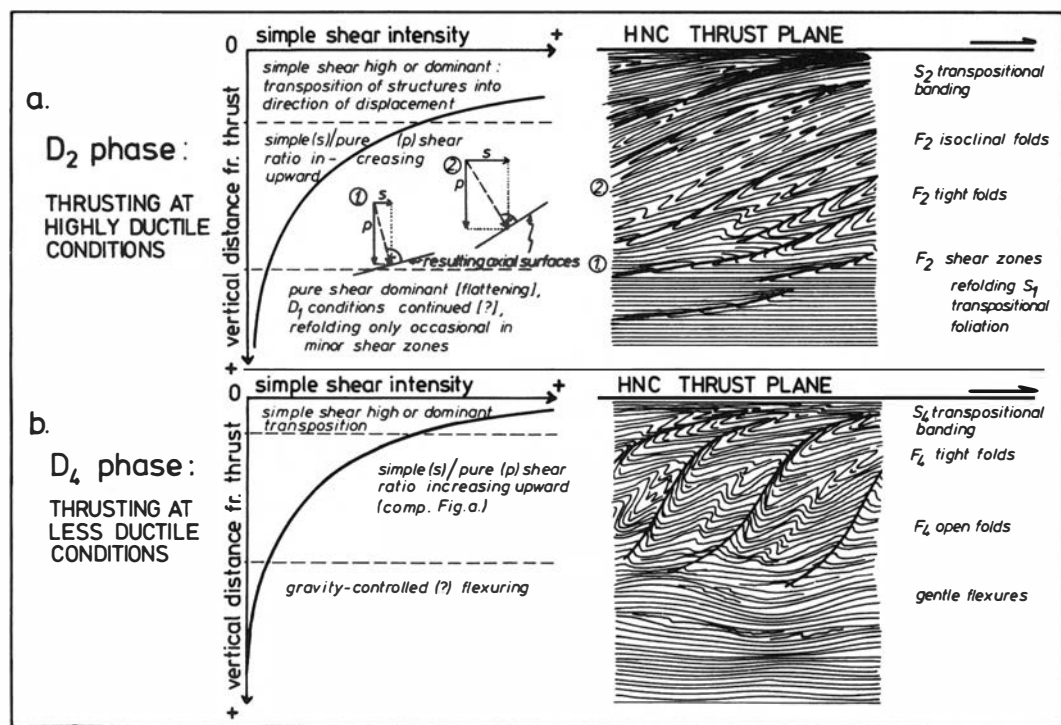 a.
D2 phase:
THRUSTING AT
HIGHLY DUCTILE
CONDITIONS
0
simple shear intensity
+
vertical distance fr. thrust
+
simple shear high or dominant:
transposition of structures into
direction of displacement
simple(s)/pure (p) shear
ratio in-creasing
upward
1
s
p
2
s
p
resulting axial surfaces
pure shear dominant [flattening],
D1 conditions continued [?],
refolding only occasional in
minor shear zones
HNC THRUST PLANE
2
1
S2 transpositional
banding
F2 isoclinal folds
F2 tight folds
F2 shear zones
refolding S1
transpositional
foliation
b.
D4 phase:
THRUSTING AT
LESS DUCTILE
CONDITIONS
0
simple shear intensity
+
vertical distance fr. thrust
+
simple shear high or dominant
transposition
simple(s)/pure (p) shear
ratio increasing upward
(comp. Fig.a.)
gravity-controlled (?) flexuring
HNC THRUST PLANE
S4 transpositional
banding
F4 tight folds
F4 open folds
gentle flexures